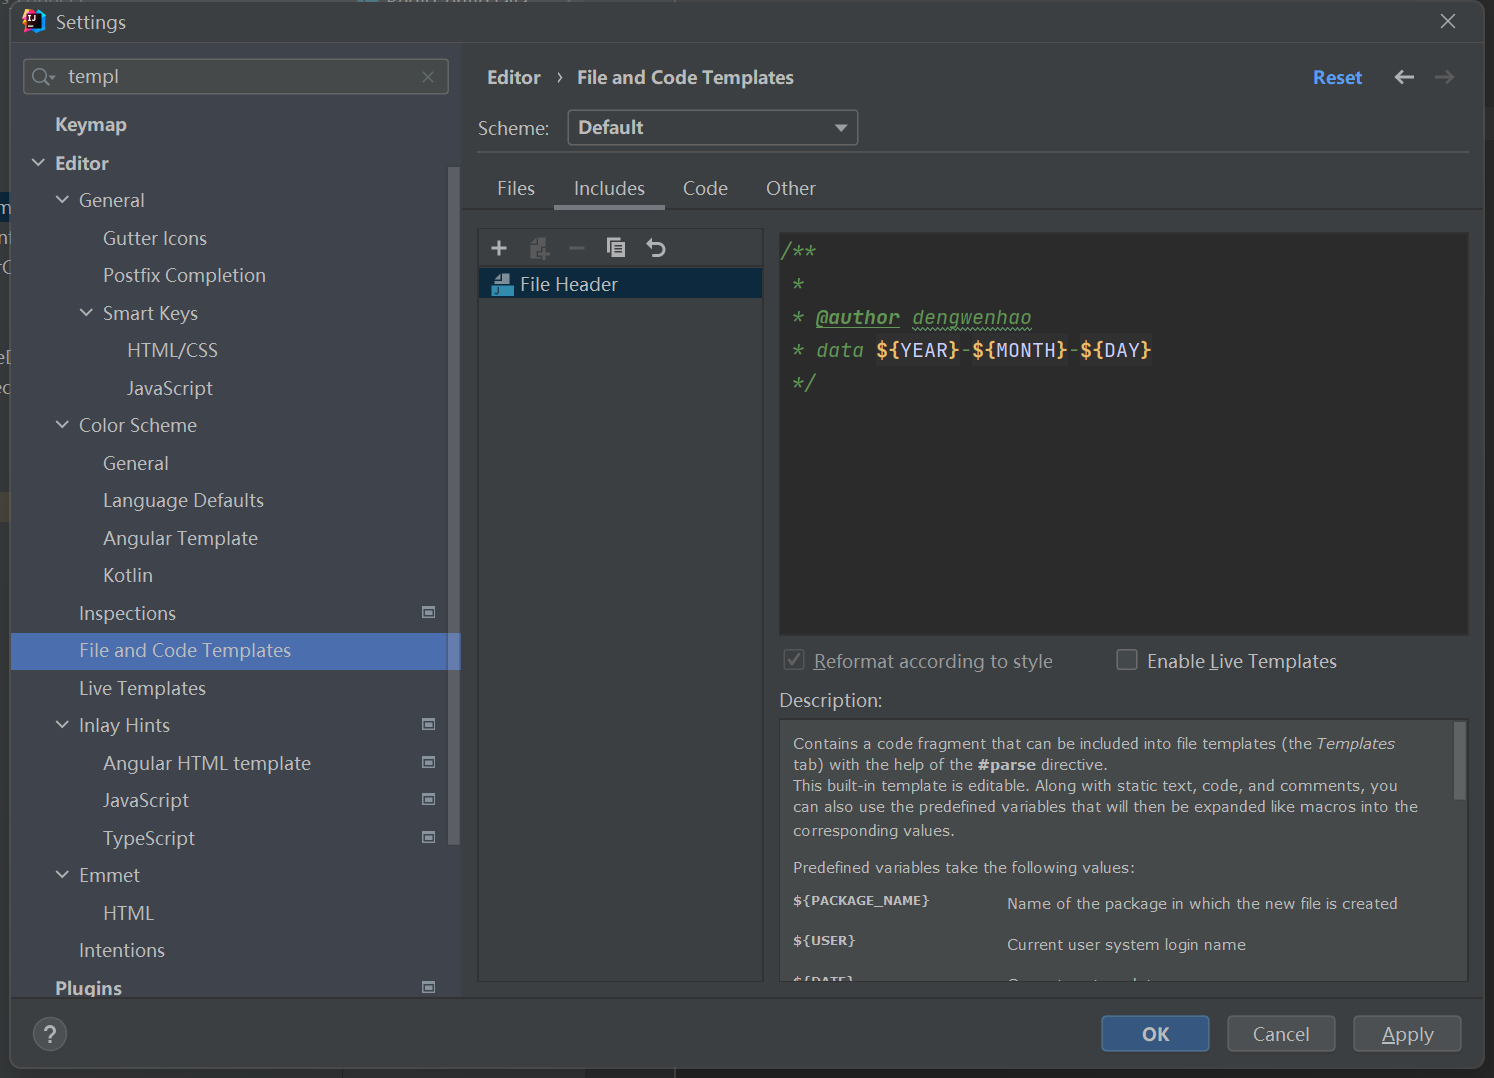 Settings
templ
Keymap
Editor
General
Gutter Icons
Postfix Completion
Smart Keys
HTML/CSS
JavaScript
Color Scheme
General
Language Defaults
Angular Template
Kotlin
Inspections
File and Code Templates
Live Templates
Inlay Hints
Angular HTML template
JavaScript
TypeScript
Emmet
HTML
Intentions
Plugins
Editor › File and Code Templates
Reset
Scheme: Default
Files Includes Code Other
File Header
/**
*
* @author dengwenhao
* data ${YEAR}-${MONTH}-${DAY}
*/
Reformat according to style
Enable Live Templates
Description:
Contains a code fragment that can be included into file templates (the Templates
tab) with the help of the #parse directive.
This built-in template is editable. Along with static text, code, and comments, you
can also use the predefined variables that will then be expanded like macros into the
corresponding values.
Predefined variables take the following values:
${PACKAGE_NAME} Name of the package in which the new file is created
${USER} Current user system login name
${DATE}
?
OK Cancel Apply